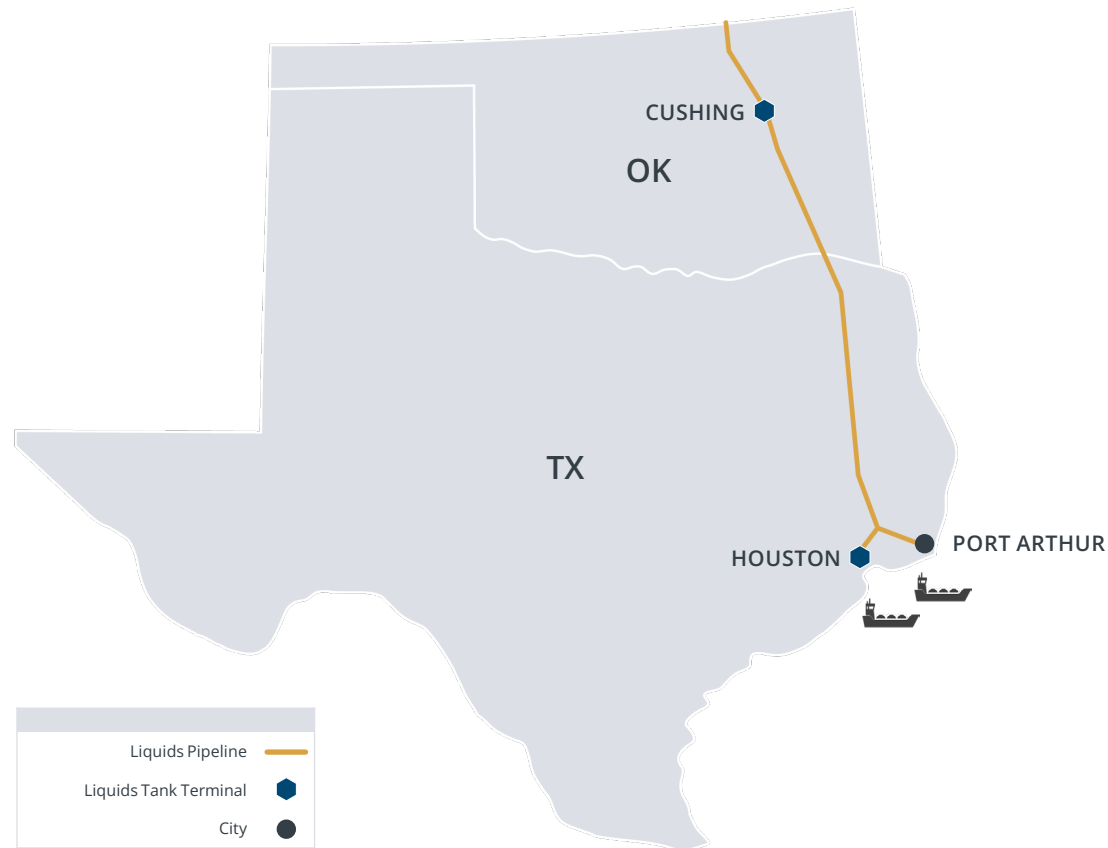 CUSHING
OK
TX
HOUSTON
PORT ARTHUR
Liquids Pipeline
Liquids Tank Terminal
City